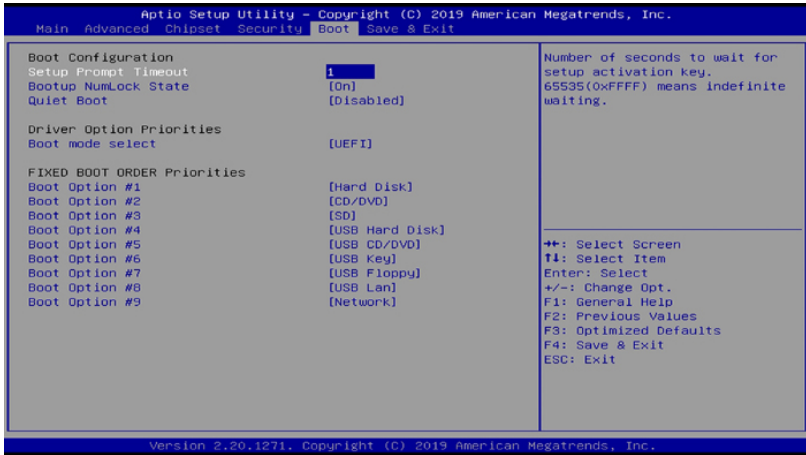 Aptio Setup Utility – Copyright (C) 2019 American Megatrends, Inc.
Main Advanced Chipset Security Boot Save & Exit
Boot Configuration
Setup Prompt Timeout 1
Bootup NumLock State [On]
Quiet Boot [Disabled]
Driver Option Priorities
Boot mode select [UEFI]
FIXED BOOT ORDER Priorities
Boot Option #1 [Hard Disk]
Boot Option #2 [CD/DVD]
Boot Option #3 [SD]
Boot Option #4 [USB Hard Disk]
Boot Option #5 [USB CD/DVD]
Boot Option #6 [USB Key]
Boot Option #7 [USB Floppy]
Boot Option #8 [USB Lan]
Boot Option #9 [Network]
Number of seconds to wait for
setup activation key.
65535(0xFFFF) means indefinite
waiting.
→←: Select Screen
↑↓: Select Item
Enter: Select
+/-: Change Opt.
F1: General Help
F2: Previous Values
F3: Optimized Defaults
F4: Save & Exit
ESC: Exit
Version 2.20.1271. Copyright (C) 2019 American Megatrends, Inc.